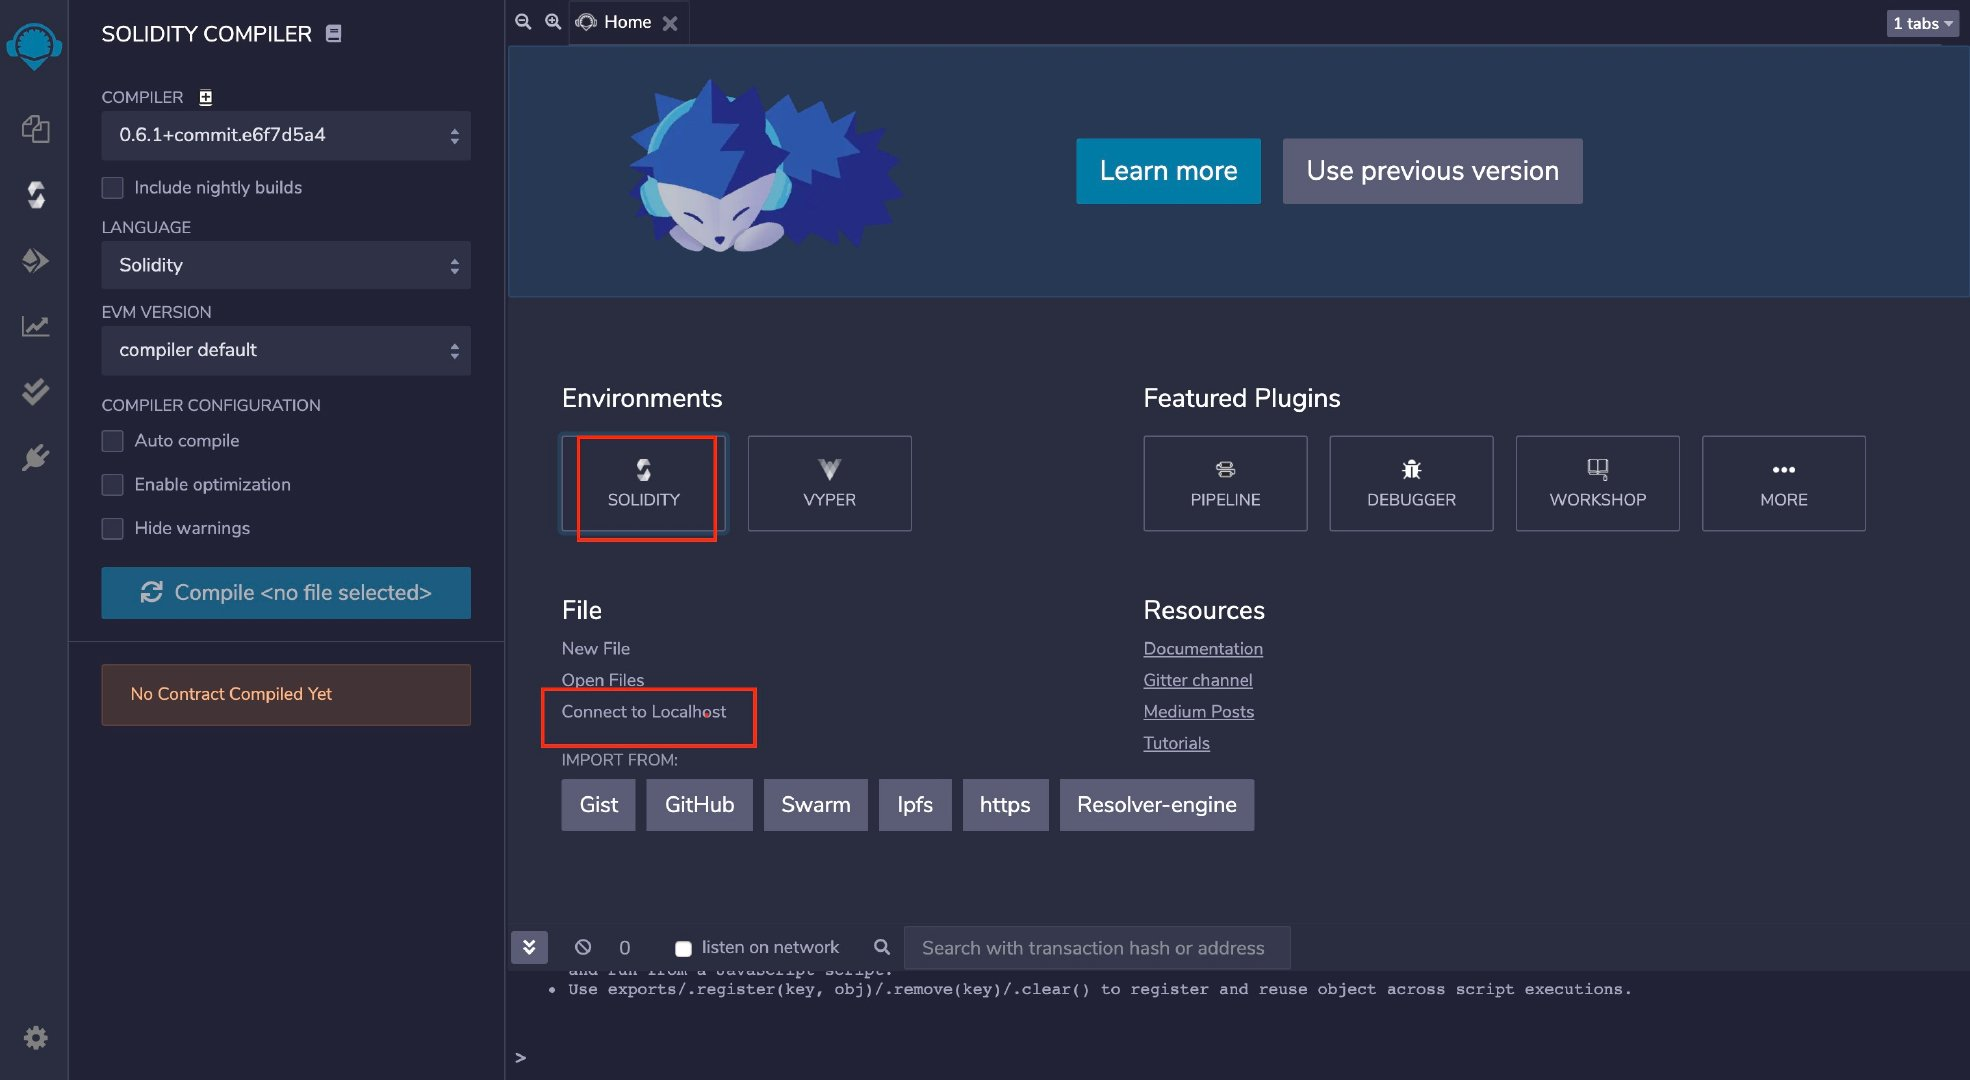 SOLIDITY COMPILER
COMPILER
0.6.1+commit.e6f7d5a4
Include nightly builds
LANGUAGE
Solidity
EVM VERSION
compiler default
COMPILER CONFIGURATION
Auto compile
Enable optimization
Hide warnings
Compile <no file selected>
No Contract Compiled Yet
Home
1 tabs
Learn more
Use previous version
Environments
SOLIDITY
VYPER
Featured Plugins
PIPELINE
DEBUGGER
WORKSHOP
MORE
File
New File
Open Files
Connect to Localhost
IMPORT FROM:
Gist
GitHub
Swarm
Ipfs
https
Resolver-engine
Resources
Documentation
Gitter channel
Medium Posts
Tutorials
0
listen on network
Search with transaction hash or address
and run from a JavaScript script.
• Use exports/.register(key, obj)/.remove(key)/.clear() to register and reuse object across script executions.
>